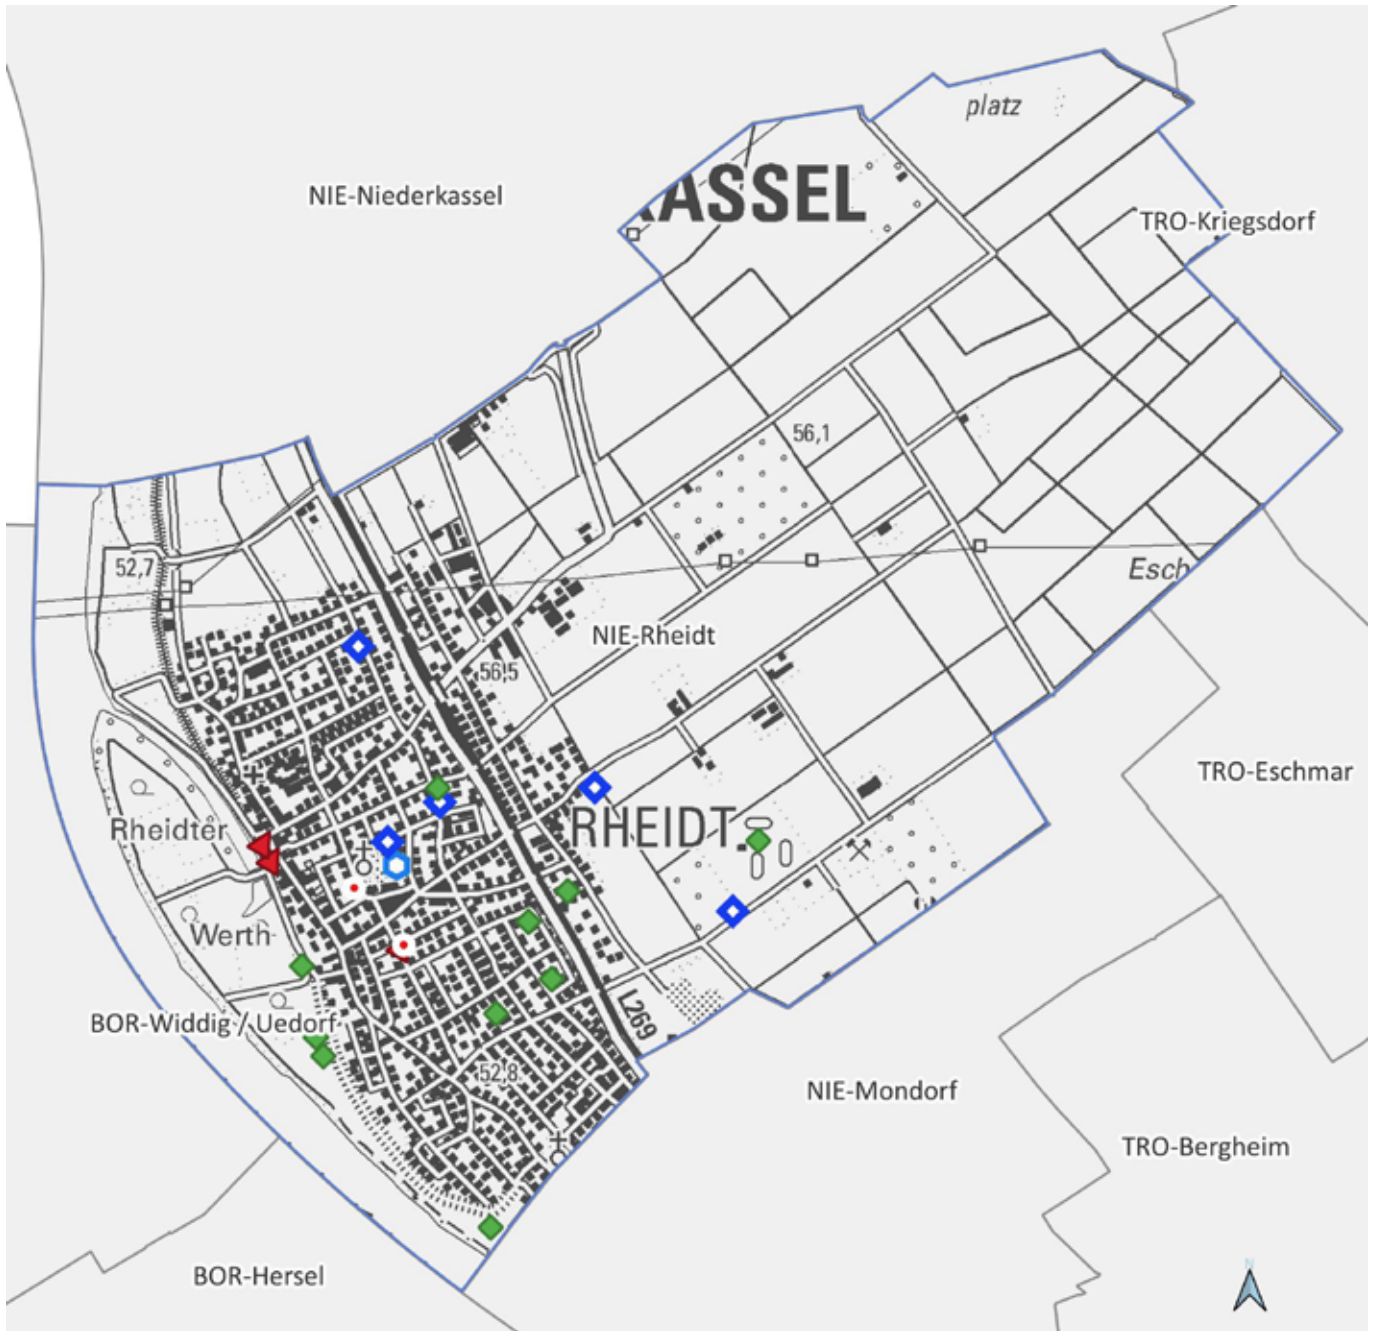 platz
NIE-Niederkassel
KASSEL
TRO-Kriegsdorf
56,1
52,7
Esch
NIE-Rheidt
56,5
TRO-Eschmar
Rheidter
RHEIDT
Werth
BOR-Widdig / Uedorf
L269
52,8
NIE-Mondorf
TRO-Bergheim
BOR-Hersel
N